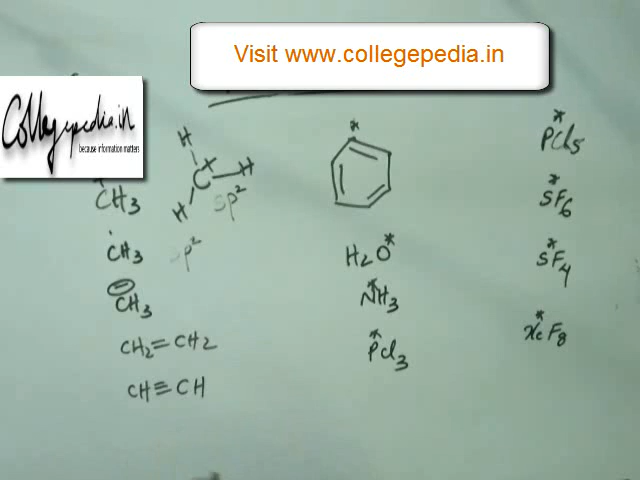 Visit www.collegepedia.in
Collegepedia.in
because information matters
+
CH3
H
C+
H
H
sp²
ĊH3
sp²
⊖
CH3
CH2=CH2
CH≡CH
*
H2O*
*
NH3
*
PCl3
*
PCl5
*
SF6
*
SF4
*
XeF8